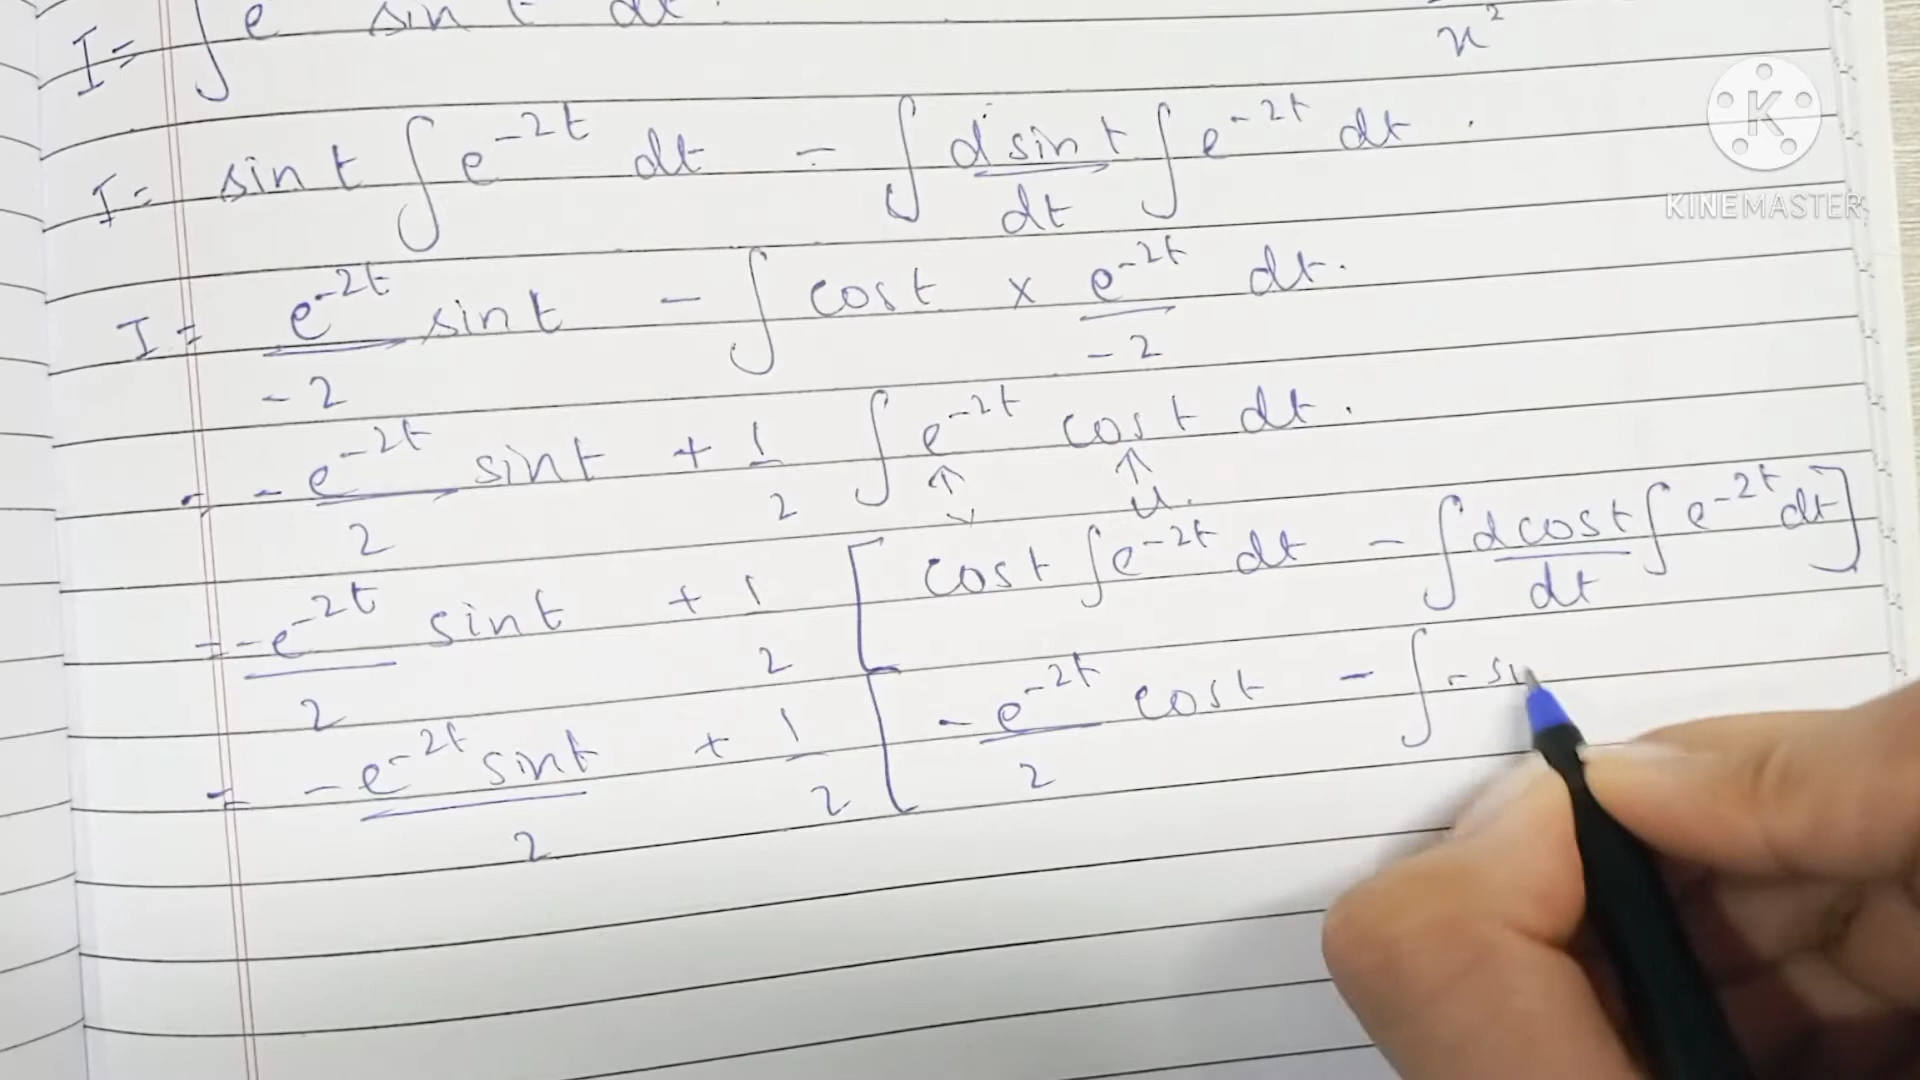 I = ∫ e sin t dt.
x²
I = sin t ∫ e^-2t dt - ∫ d sin t/dt ∫ e^-2t dt.
I = e^-2t/-2 sin t - ∫ cos t × e^-2t/-2 dt.
= - e^-2t/2 sin t + 1/2 ∫ e^-2t cos t dt.
↑ ↑
v u.
= -e^-2t/2 sin t + 1/2 [cos t ∫ e^-2t dt - ∫ d cos t/dt ∫ e^-2t dt]
= - e^-2t sin t/2 + 1/2 [- e^-2t/2 cos t - ∫ - si
K
KINEMASTER